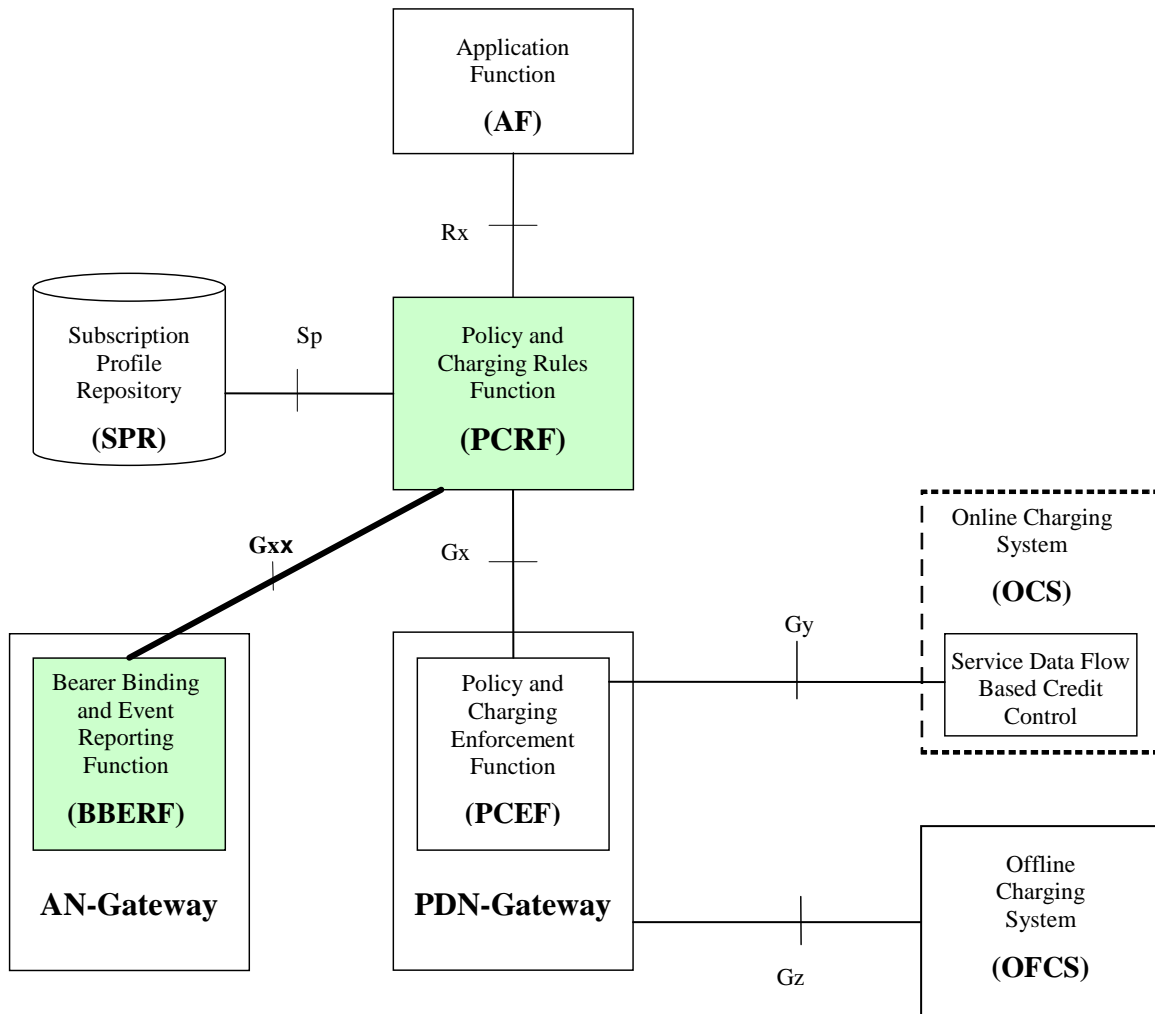 Application
Function
(AF)
Rx
Subscription
Profile
Repository
(SPR)
Sp
Policy and
Charging Rules
Function
(PCRF)
Gxx
Gx
Online Charging
System
(OCS)
Service Data Flow
Based Credit
Control
Gy
Bearer Binding
and Event
Reporting
Function
(BBERF)
AN-Gateway
Policy and
Charging
Enforcement
Function
(PCEF)
PDN-Gateway
Gz
Offline
Charging
System
(OFCS)